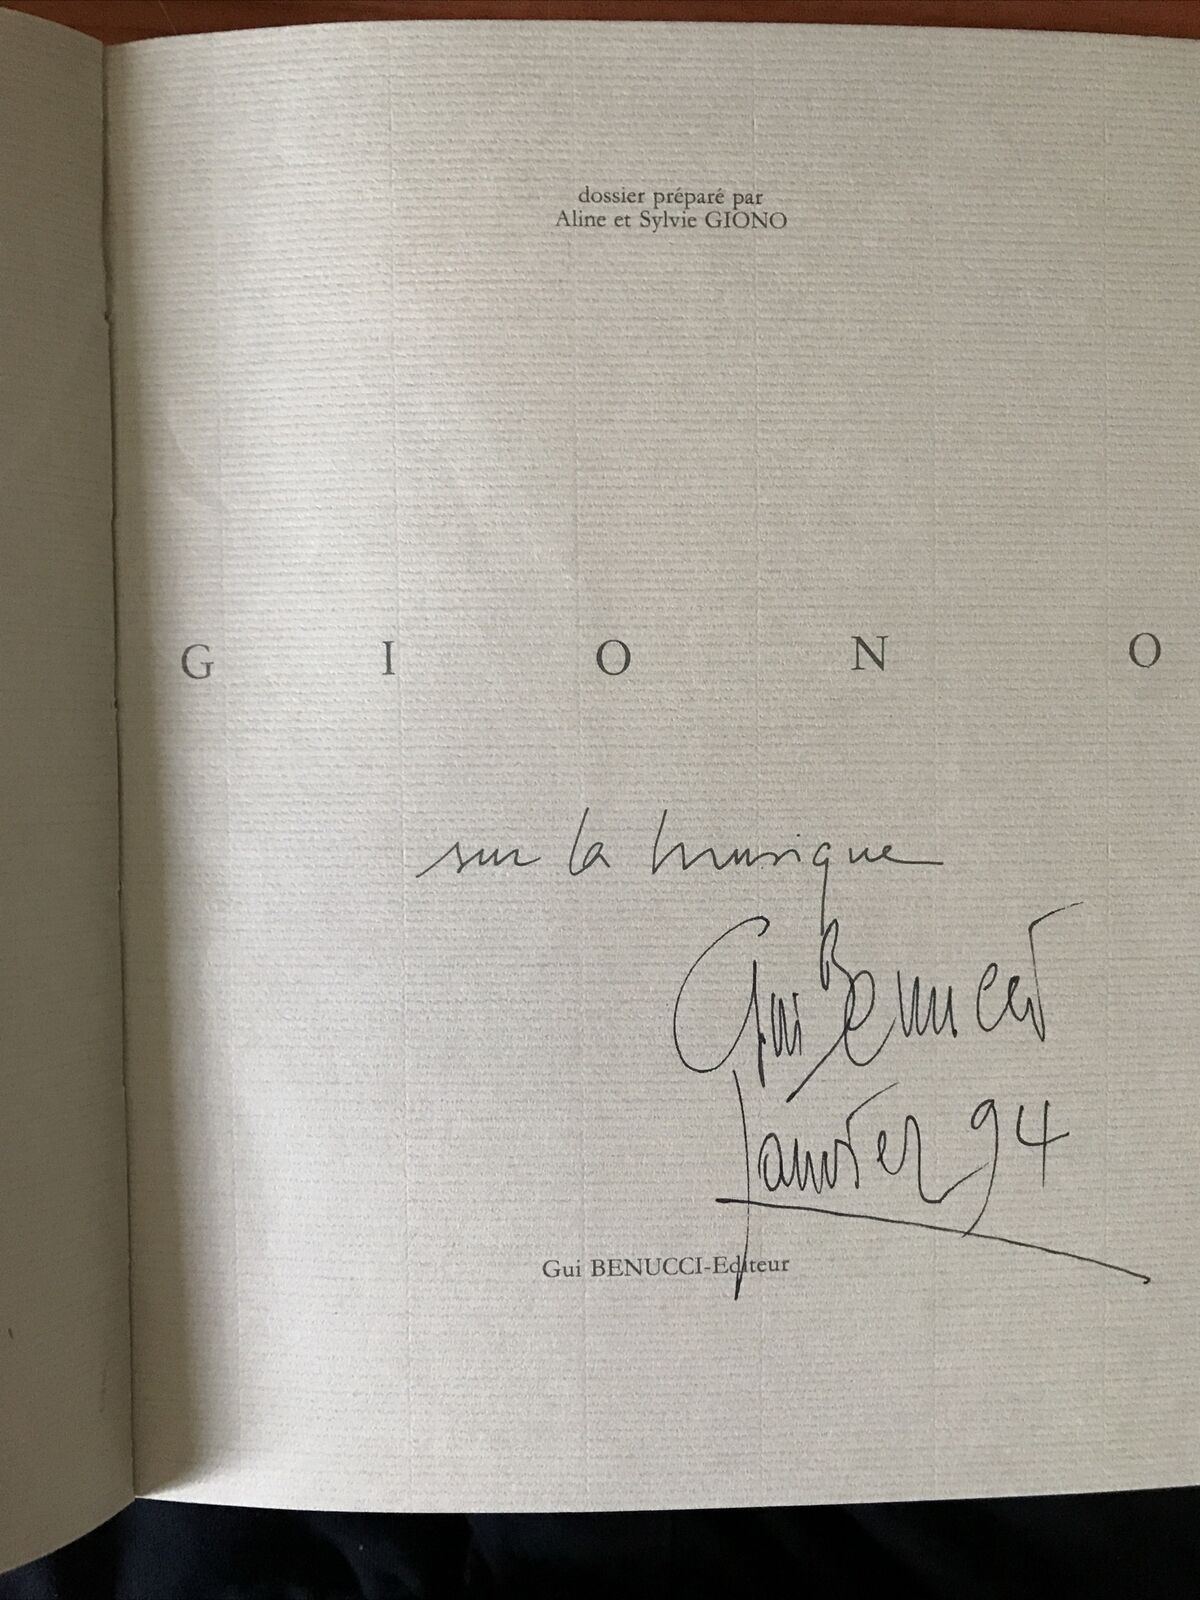 dossier préparé par
Aline et Sylvie GIONO
G I O N O
sur la musique
Gui Benucci
Janvier 94
Gui BENUCCI-Editeur